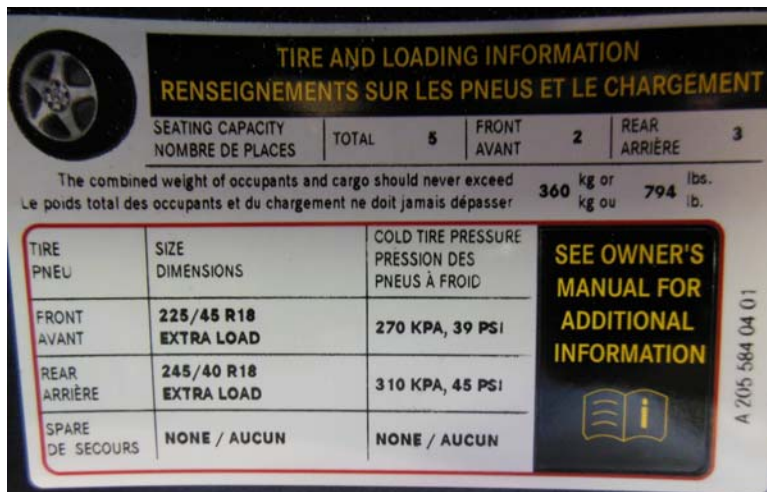 TIRE AND LOADING INFORMATION
RENSEIGNEMENTS SUR LES PNEUS ET LE CHARGEMENT
SEATING CAPACITY
NOMBRE DE PLACES
TOTAL 5
FRONT
AVANT
2
REAR
ARRIÈRE
3
The combined weight of occupants and cargo should never exceed 360 kg or 794 lbs.
Le poids total des occupants et du chargement ne doit jamais dépasser kg ou lb.
TIRE
PNEU
SIZE
DIMENSIONS
COLD TIRE PRESSURE
PRESSION DES
PNEUS À FROID
FRONT
AVANT
225/45 R18
EXTRA LOAD
270 KPA, 39 PSI
REAR
ARRIÈRE
245/40 R18
EXTRA LOAD
310 KPA, 45 PSI
SPARE
DE SECOURS
NONE / AUCUN
NONE / AUCUN
SEE OWNER'S
MANUAL FOR
ADDITIONAL
INFORMATION
i
A 205 584 04 01